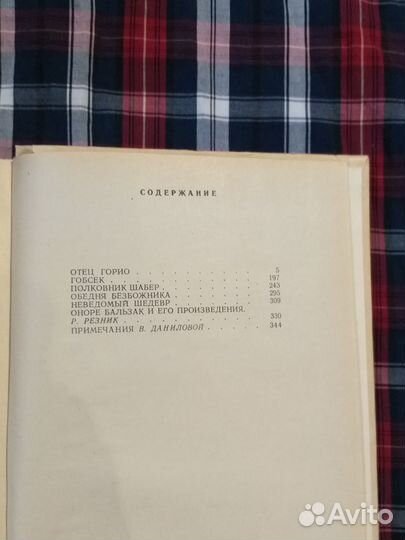 СОДЕРЖАНИЕ
ОТЕЦ ГОРИО . . . . . . . . . . 5
ГОБСЕК . . . . . . . . . . . 197
ПОЛКОВНИК ШАБЕР . . . . . . . . 243
ОБЕДНЯ БЕЗБОЖНИКА . . . . . . . 295
НЕВЕДОМЫЙ ШЕДЕВР . . . . . . . 309
ОНОРЕ БАЛЬЗАК И ЕГО ПРОИЗВЕДЕНИЯ.
Р. РЕЗНИК . . . . . . . . . . . 330
ПРИМЕЧАНИЯ В. ДАНИЛОВОЙ . . . . . 344
Avito